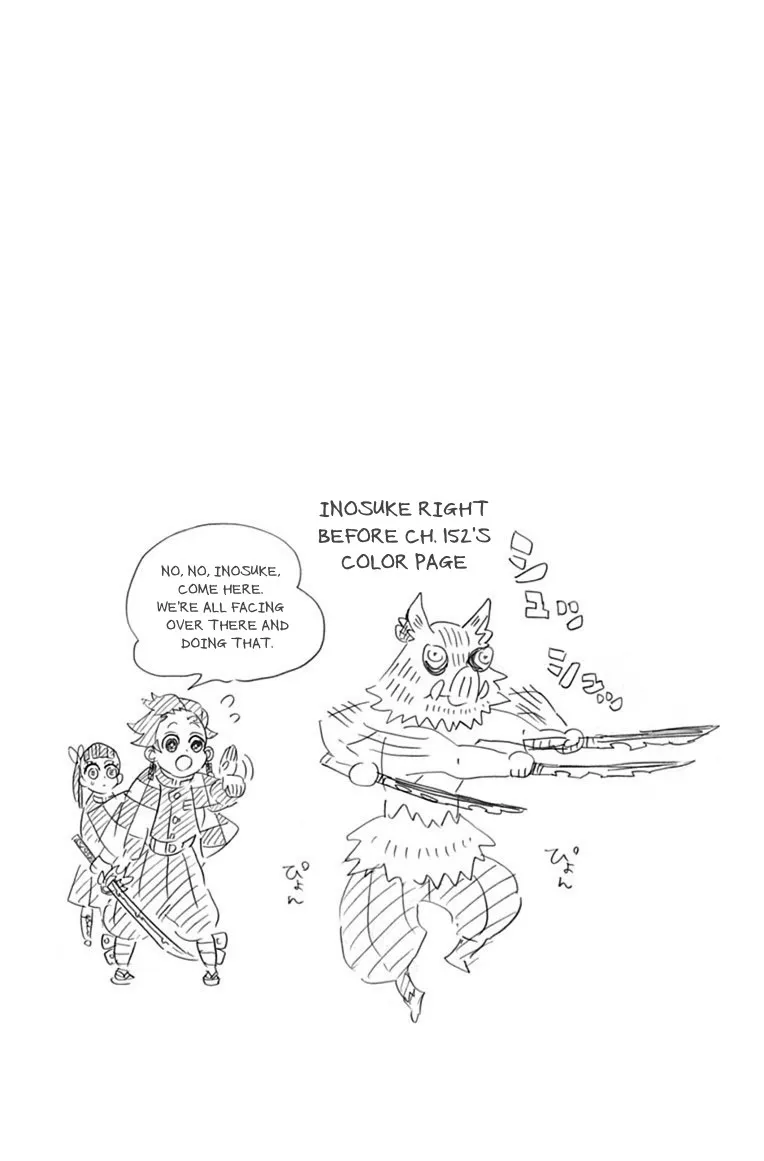 INOSUKE RIGHT
BEFORE CH. 152'S
COLOR PAGE
NO, NO, INOSUKE,
COME HERE.
WE'RE ALL FACING
OVER THERE AND
DOING THAT.
シュッ
シュッ
ぴょん
ぴょん